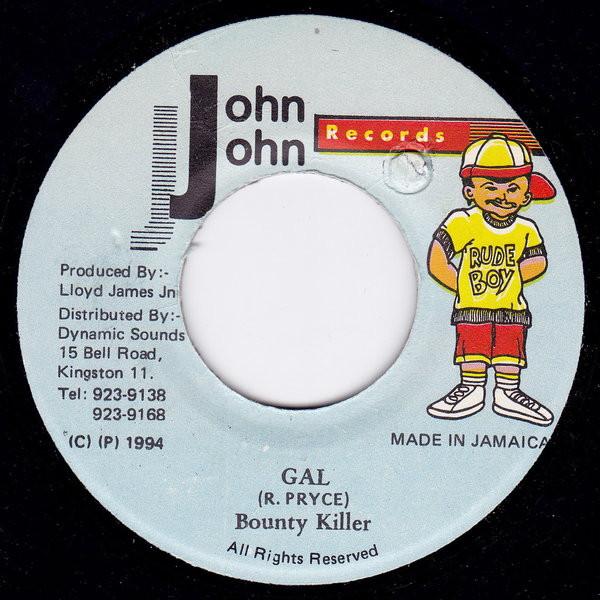 John
John
Records
RUDE
BOY
Produced By:-
Lloyd James Jn
Distributed By:-
Dynamic Sounds
15 Bell Road,
Kingston 11.
Tel: 923-9138
923-9168
(C) (P) 1994
MADE IN JAMAICA
GAL
(R. PRYCE)
Bounty Killer
All Rights Reserved